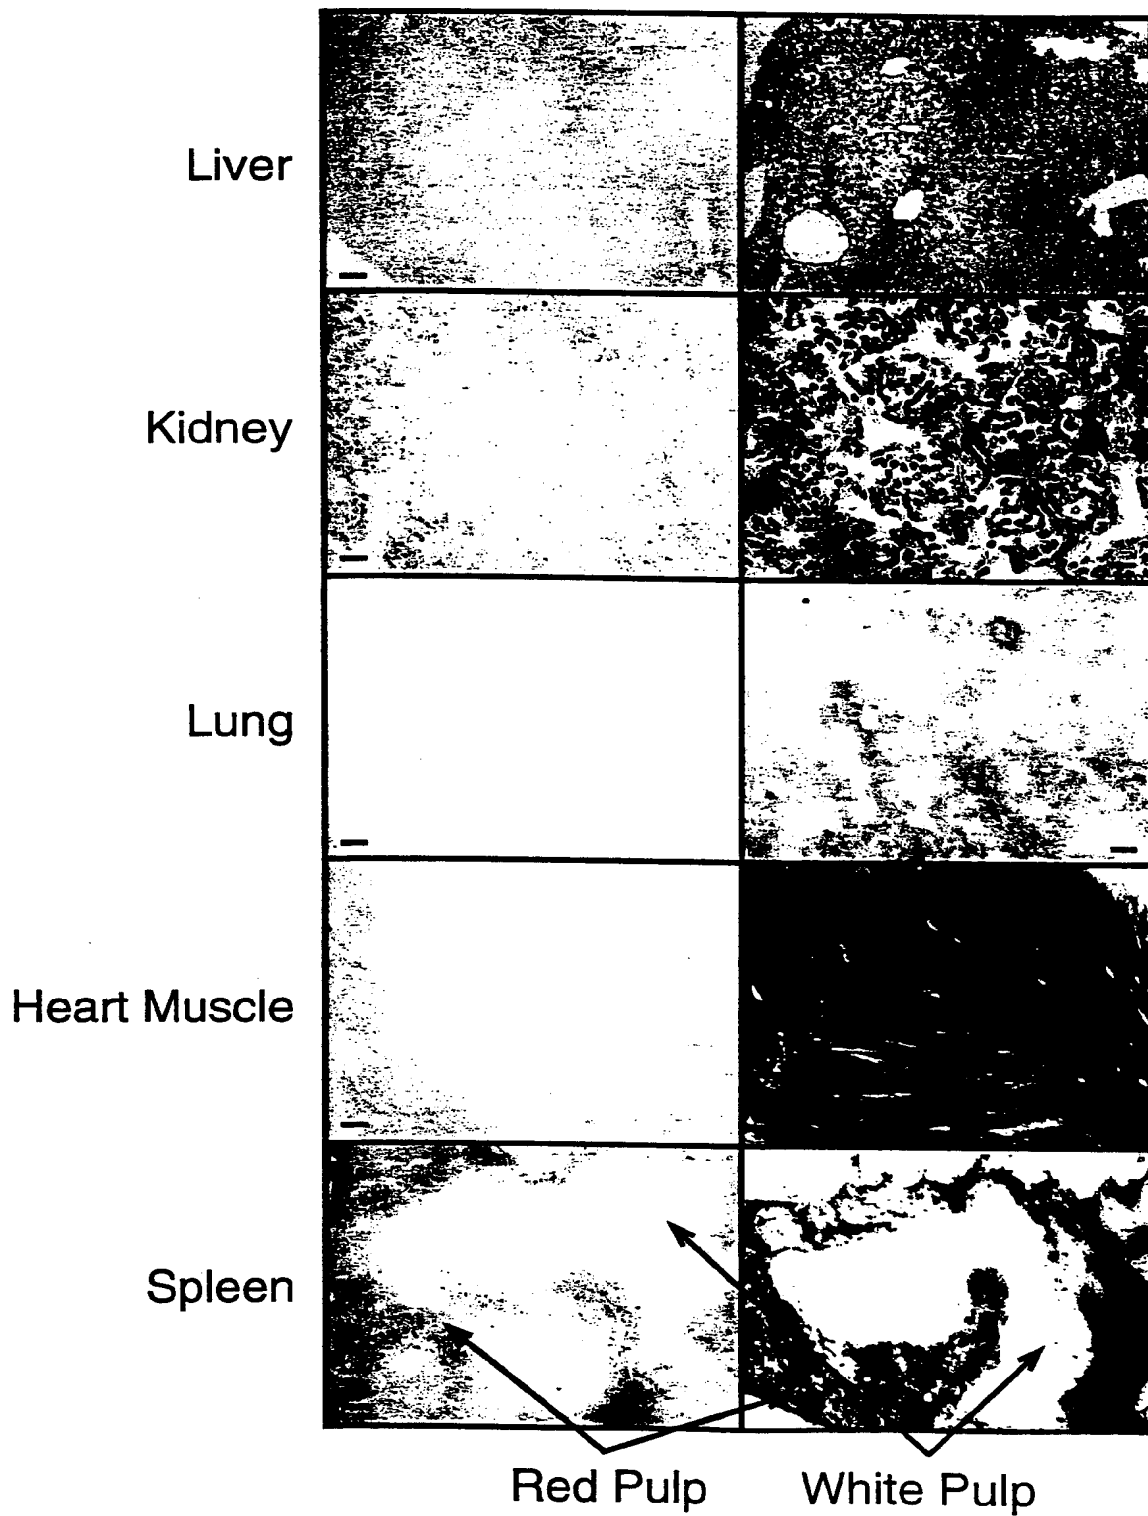 Liver
Kidney
Lung
Heart Muscle
Spleen
Red Pulp
White Pulp